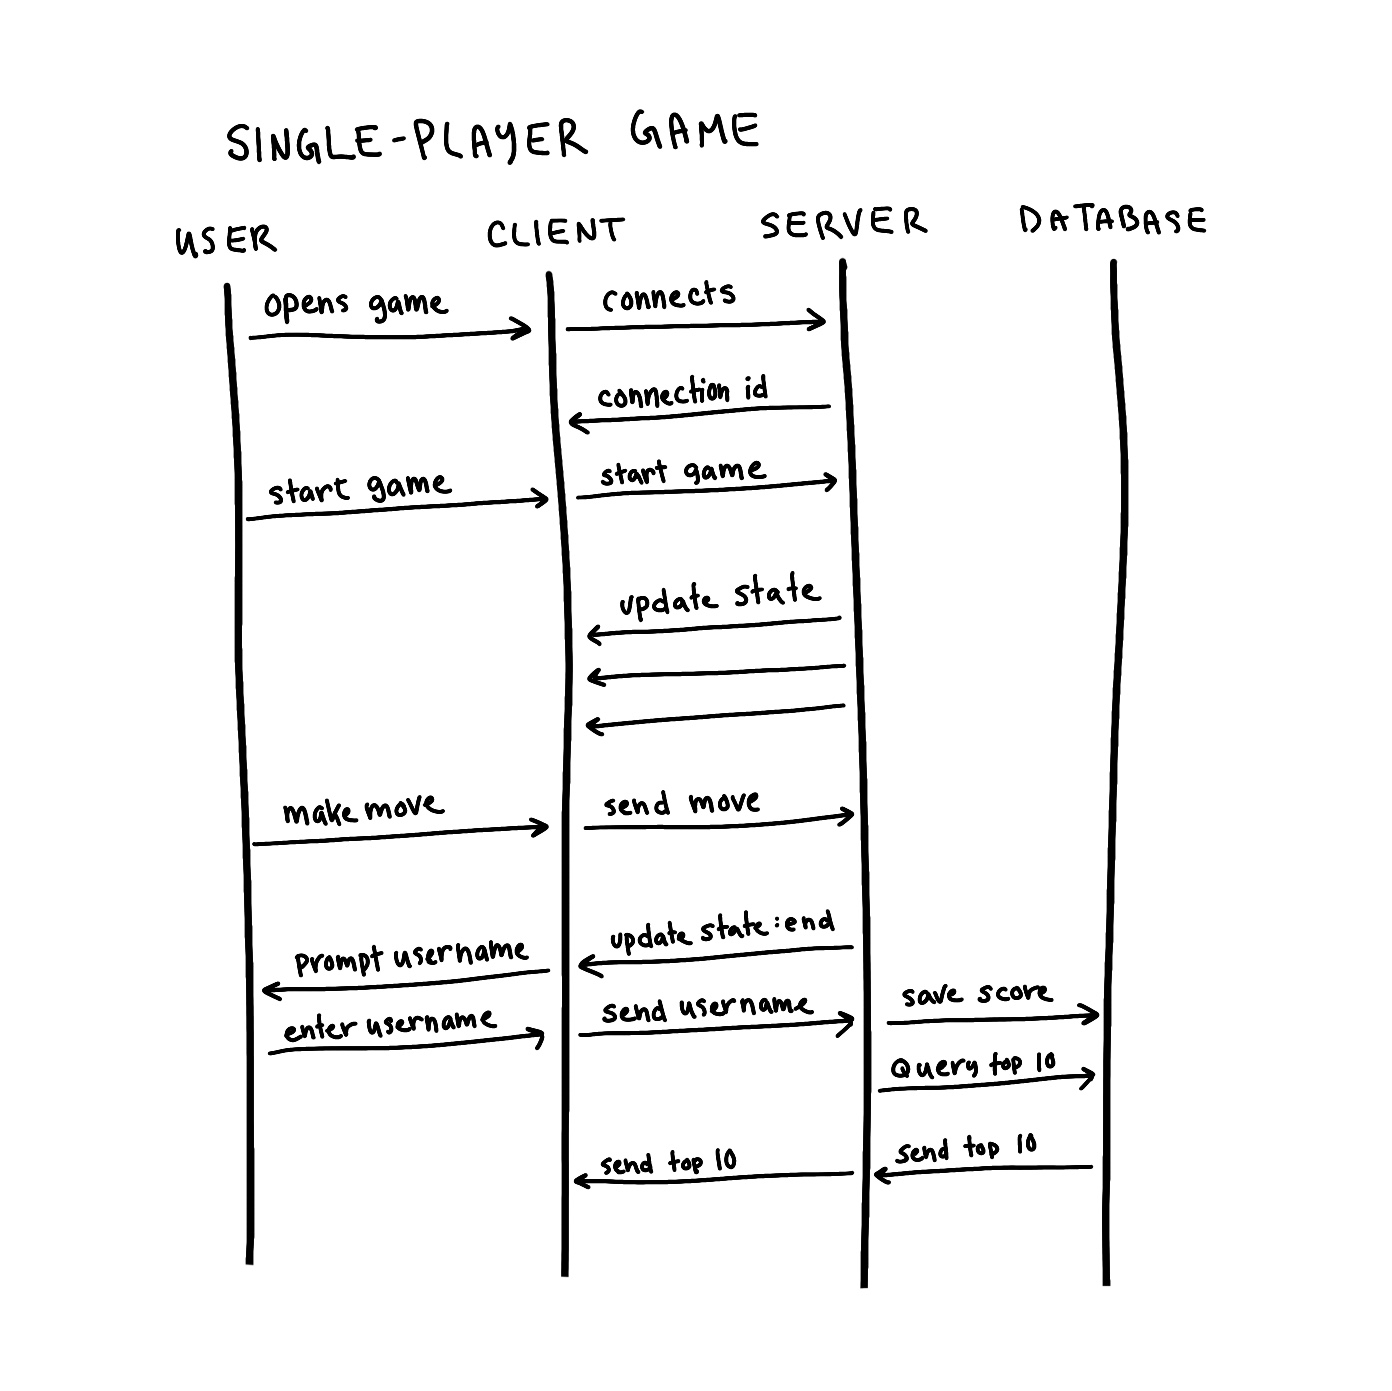 SINGLE-PLAYER GAME
USER
CLIENT
SERVER
DATABASE
opens game
connects
connection id
start game
start game
update state
make move
send move
update state:end
Prompt username
enter username
send username
save score
Query top 10
send top 10
send top 10